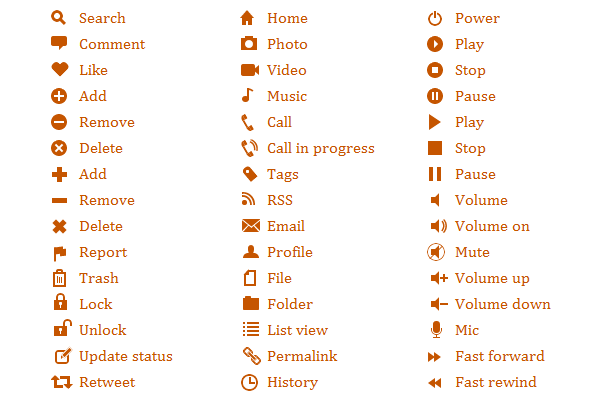 Search
Comment
Like
Add
Remove
Delete
Add
Remove
Delete
Report
Trash
Lock
Unlock
Update status
Retweet
Home
Photo
Video
Music
Call
Call in progress
Tags
RSS
Email
Profile
File
Folder
List view
Permalink
History
Power
Play
Stop
Pause
Play
Stop
Pause
Volume
Volume on
Mute
Volume up
Volume down
Mic
Fast forward
Fast rewind